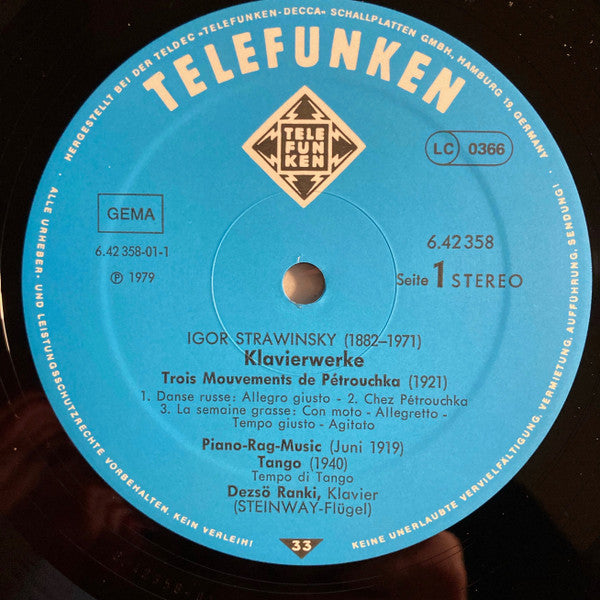 HERGESTELLT BEI DER TELDEC »TELEFUNKEN-DECCA« SCHALLPLATTEN GMBH., HAMBURG 19, GERMANY
TELEFUNKEN
TELE
FUN
KEN
LC 0366
GEMA
6.42 358-01-1
℗ 1979
6.42 358
Seite 1 STEREO
IGOR STRAWINSKY (1882–1971)
Klavierwerke
Trois Mouvements de Pétrouchka (1921)
1. Danse russe: Allegro giusto - 2. Chez Pétrouchka
3. La semaine grasse: Con moto - Allegretto -
Tempo giusto - Agitato
Piano-Rag-Music (Juni 1919)
Tango (1940)
Tempo di Tango
Dezsö Ranki, Klavier
(STEINWAY-Flügel)
33
ALLE URHEBER- UND LEISTUNGSSCHUTZRECHTE VORBEHALTEN. KEIN VERLEIH!
KEINE UNERLAUBTE VERVIELFÄLTIGUNG, VERMIETUNG, AUFFÜHRUNG, SENDUNG!